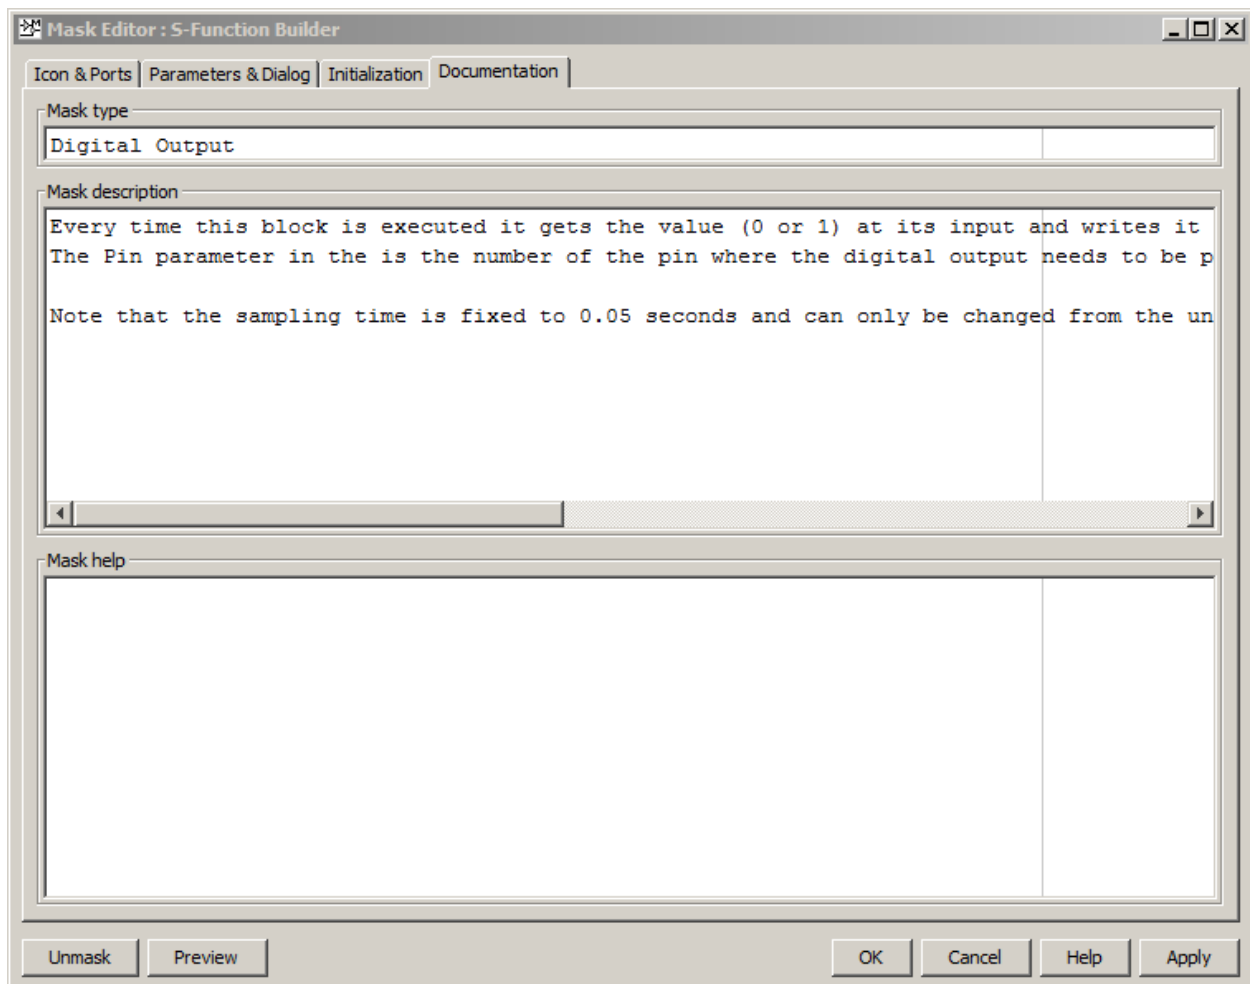 Mask Editor : S-Function Builder
Icon & Ports Parameters & Dialog Initialization Documentation
Mask type
Digital Output
Mask description
Every time this block is executed it gets the value (0 or 1) at its input and writes it
The Pin parameter in the is the number of the pin where the digital output needs to be p
Note that the sampling time is fixed to 0.05 seconds and can only be changed from the un
Mask help
Unmask Preview OK Cancel Help Apply